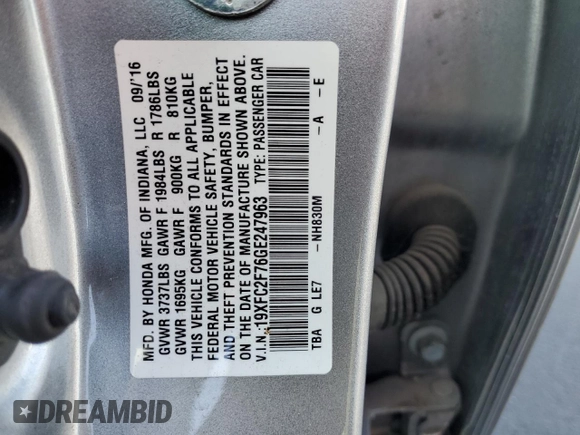 MFD. BY HONDA MFG. OF INDIANA, LLC 09/'16
GVWR 3737LBS GAWR F 1984LBS R 1786LBS
GVWR 1695KG GAWR F 900KG R 810KG
THIS VEHICLE CONFORMS TO ALL APPLICABLE
FEDERAL MOTOR VEHICLE SAFETY, BUMPER,
AND THEFT PREVENTION STANDARDS IN EFFECT
ON THE DATE OF MANUFACTURE SHOWN ABOVE.
V.I.N.:19XFC2F76GE247963 TYPE: PASSENGER CAR
TBA G LE7 -NH830M -A -E
DREAMBID